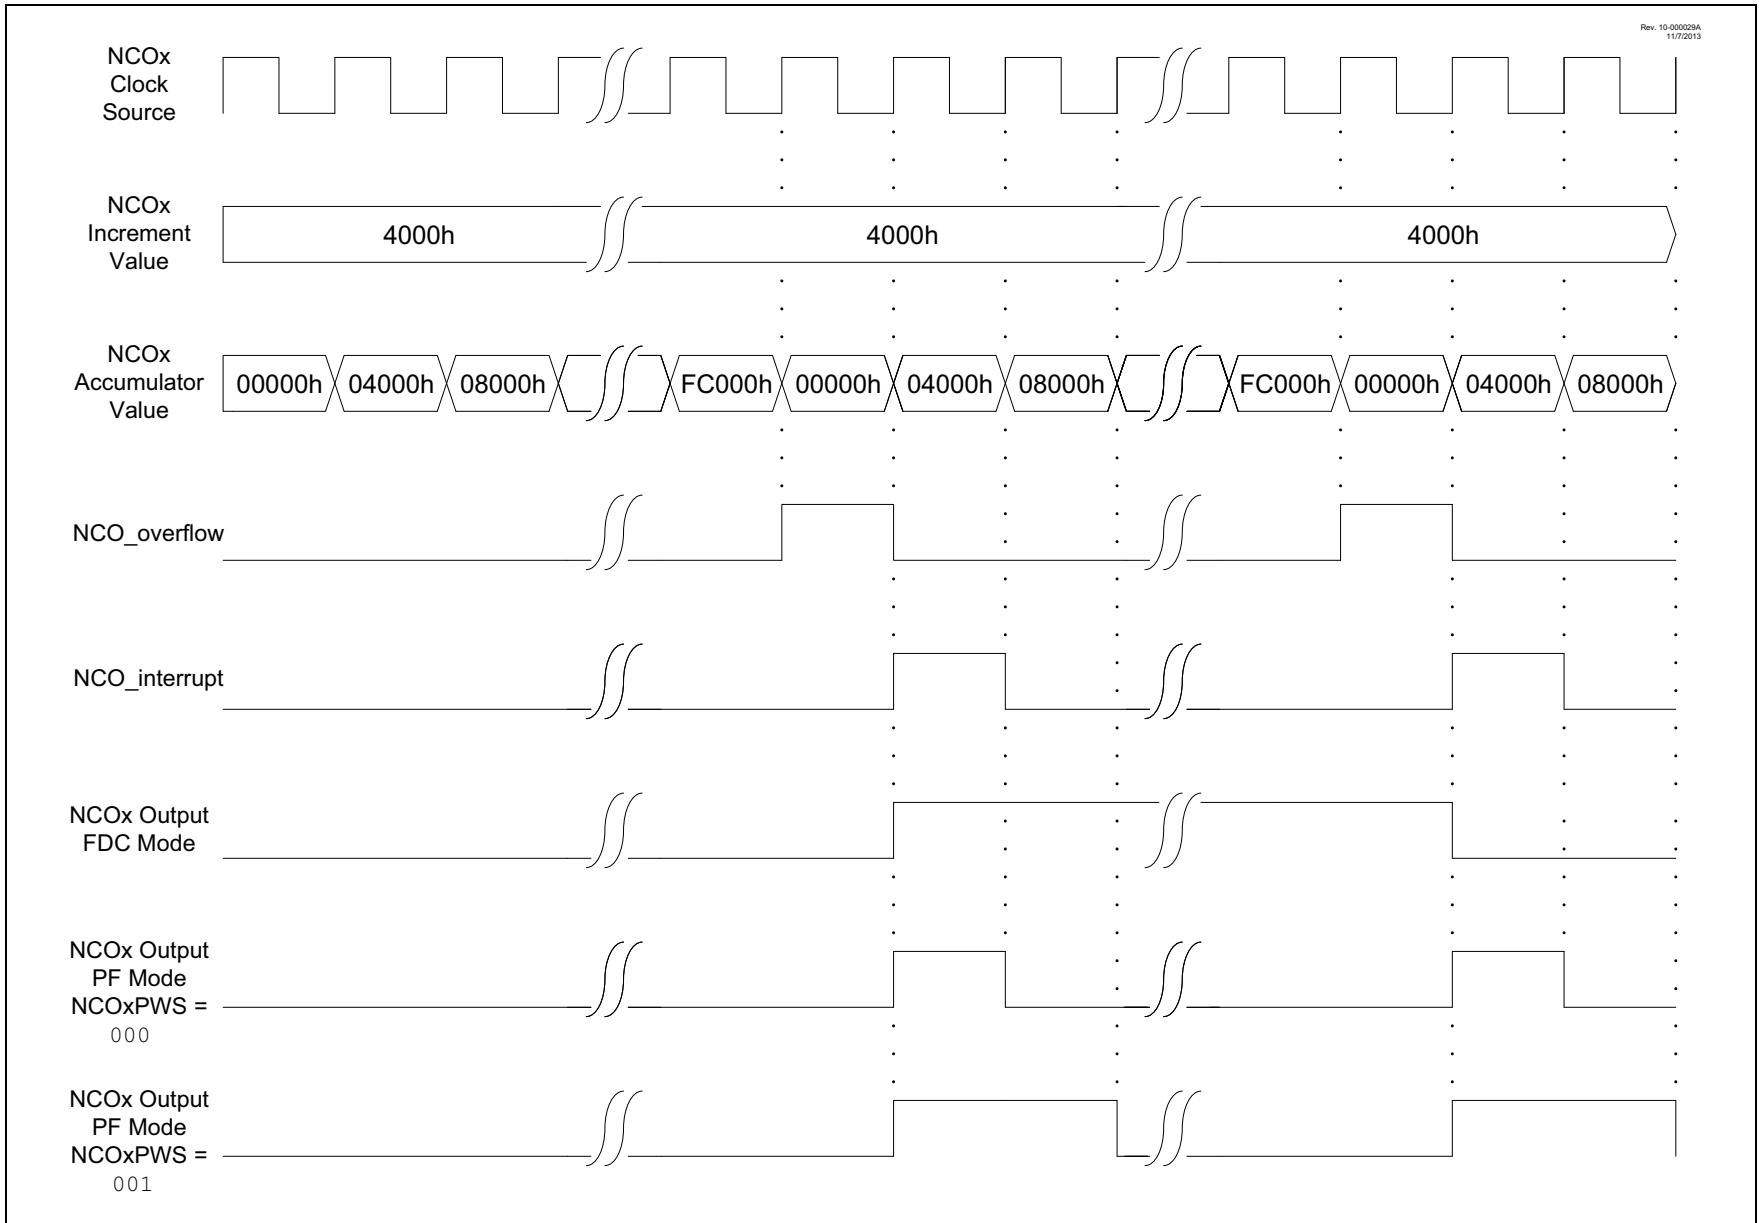 Rev. 10-000029A
11/7/2013
NCOx
Clock
Source
NCOx
Increment
Value
4000h
4000h
4000h
NCOx
Accumulator
Value
00000h
04000h
08000h
FC000h
00000h
04000h
08000h
FC000h
00000h
04000h
08000h
NCO_overflow
NCO_interrupt
NCOx Output
FDC Mode
NCOx Output
PF Mode
NCOxPWS =
000
NCOx Output
PF Mode
NCOxPWS =
001